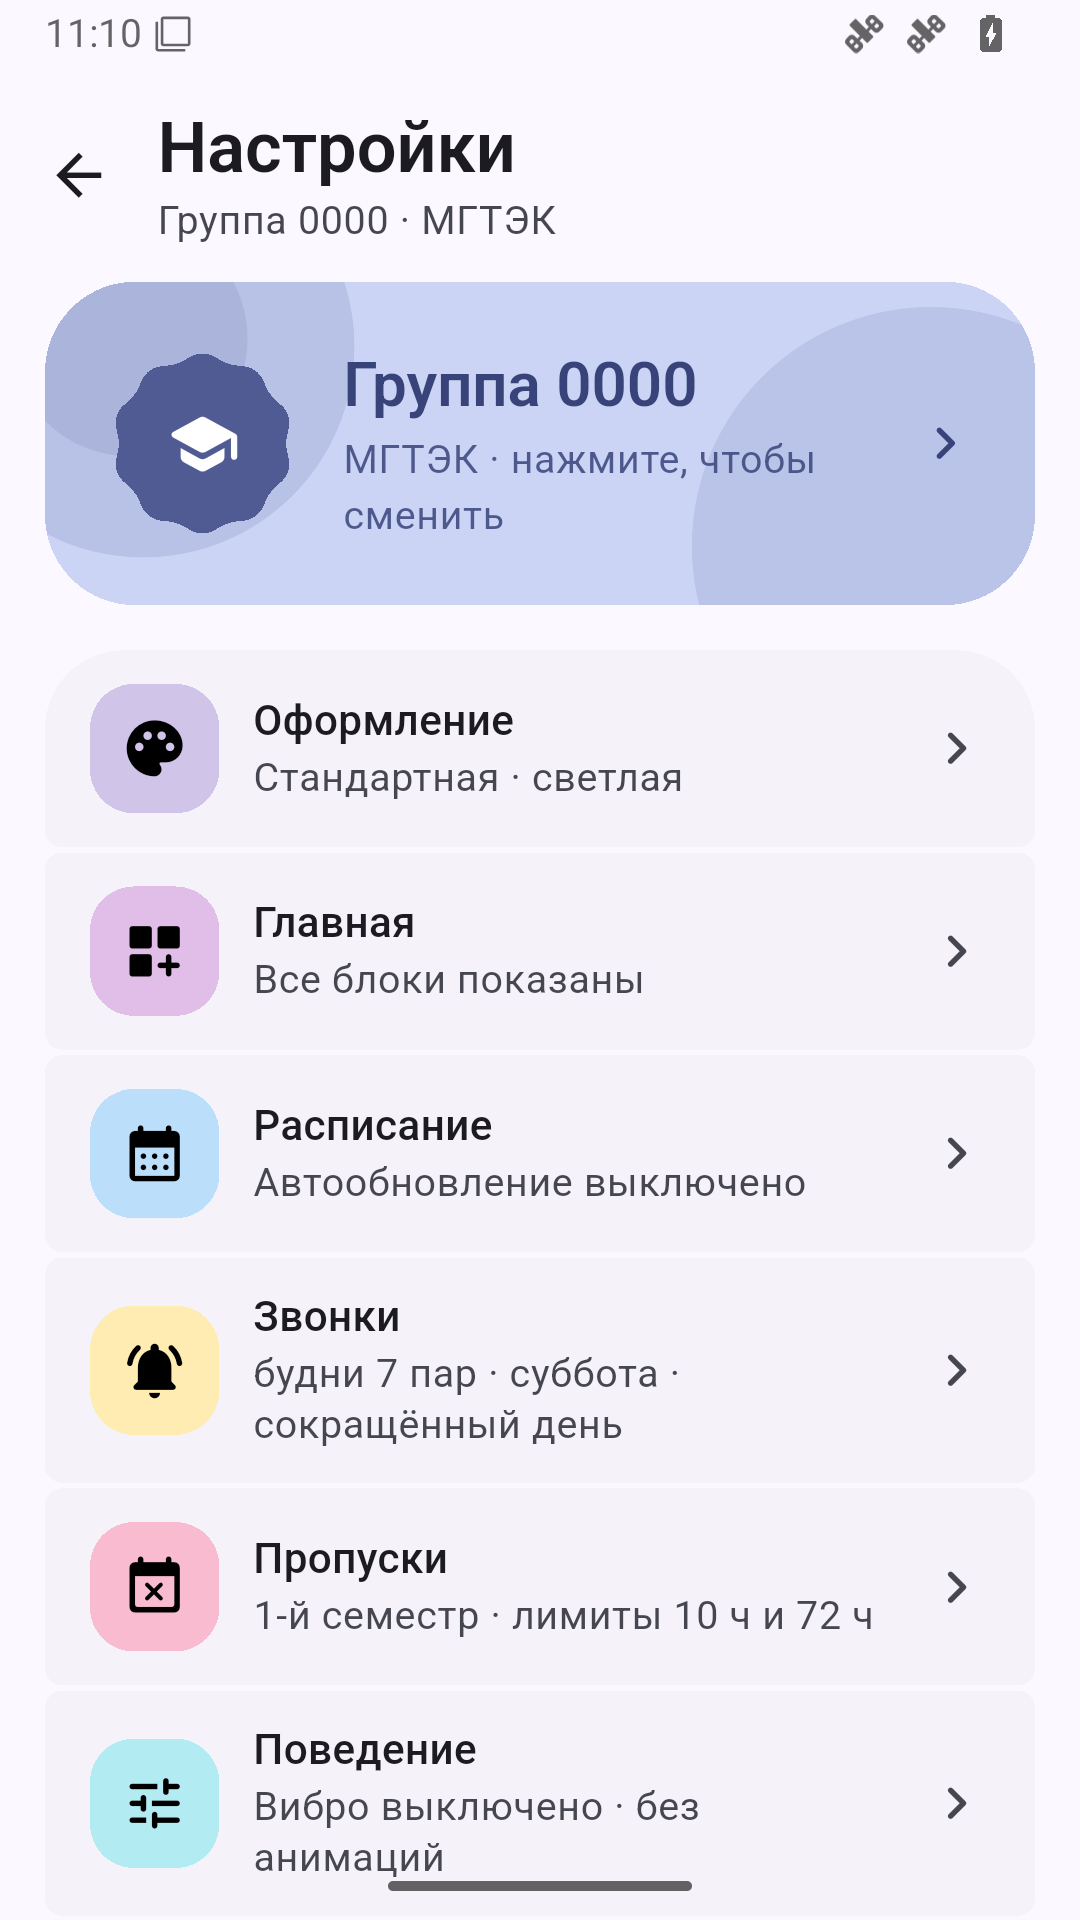 11:10
Настройки
Группа 0000 · МГТЭК
Группа 0000
МГТЭК · нажмите, чтобы
сменить
Оформление
Стандартная · светлая
Главная
Все блоки показаны
Расписание
Автообновление выключено
Звонки
будни 7 пар · суббота ·
сокращённый день
Пропуски
1-й семестр · лимиты 10 ч и 72 ч
Поведение
Вибро выключено · без
анимаций